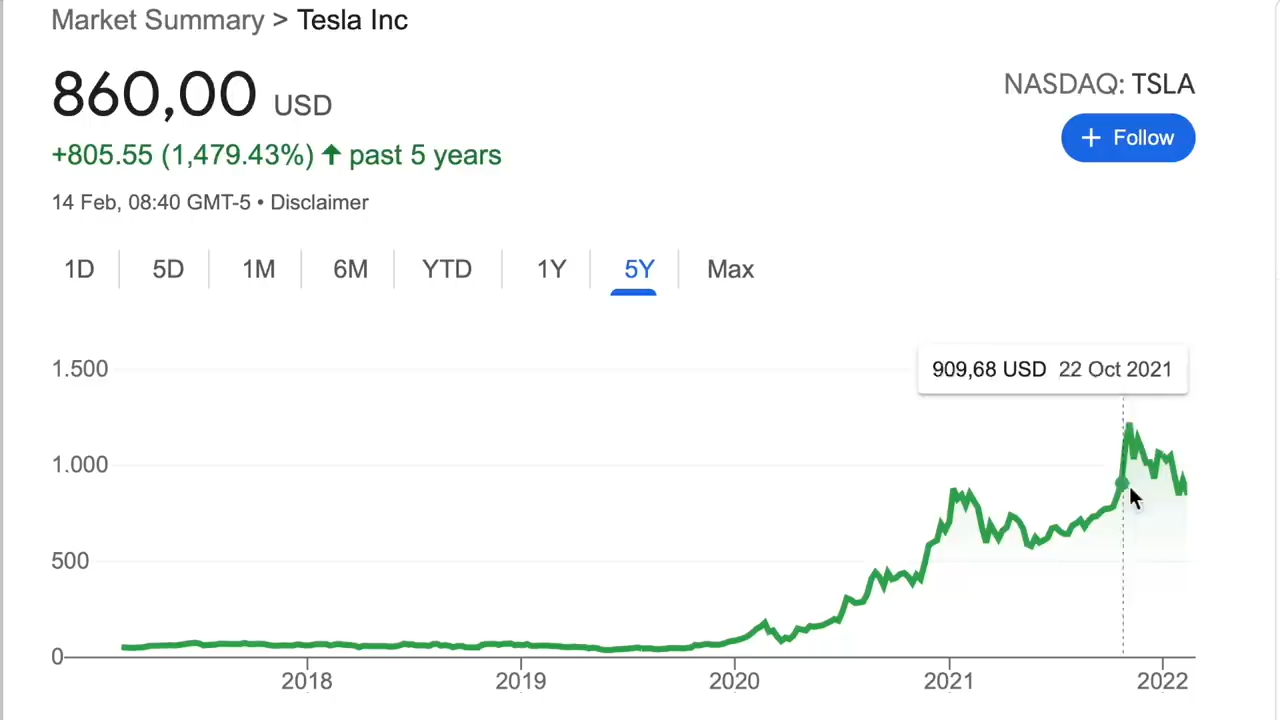 Market Summary > Tesla Inc
860,00 USD
NASDAQ: TSLA
+ Follow
+805.55 (1,479.43%) ↑ past 5 years
14 Feb, 08:40 GMT-5 • Disclaimer
1D 5D 1M 6M YTD 1Y 5Y Max
909,68 USD 22 Oct 2021
1.500
1.000
500
0
2018 2019 2020 2021 2022